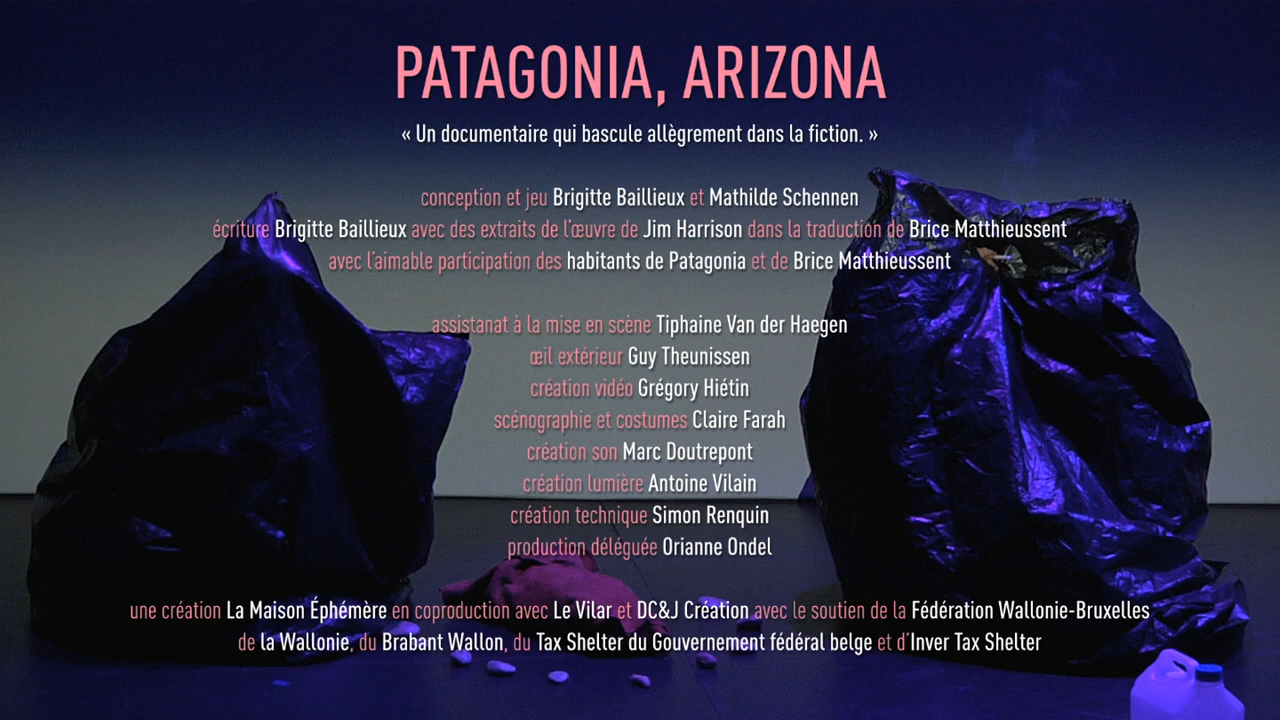 PATAGONIA, ARIZONA
« Un documentaire qui bascule allègrement dans la fiction. »
conception et jeu Brigitte Baillieux et Mathilde Schennen
écriture Brigitte Baillieux avec des extraits de l'œuvre de Jim Harrison dans la traduction de Brice Matthieussent
avec l'aimable participation des habitants de Patagonia et de Brice Matthieussent
assistanat à la mise en scène Tiphaine Van der Haegen
œil extérieur Guy Theunissen
création vidéo Grégory Hiétin
scénographie et costumes Claire Farah
création son Marc Doutrepont
création lumière Antoine Vilain
création technique Simon Renquin
production déléguée Orianne Ondel
une création La Maison Éphémère en coproduction avec Le Vilar et DC&J Création avec le soutien de la Fédération Wallonie-Bruxelles
de la Wallonie, du Brabant Wallon, du Tax Shelter du Gouvernement fédéral belge et d'Inver Tax Shelter